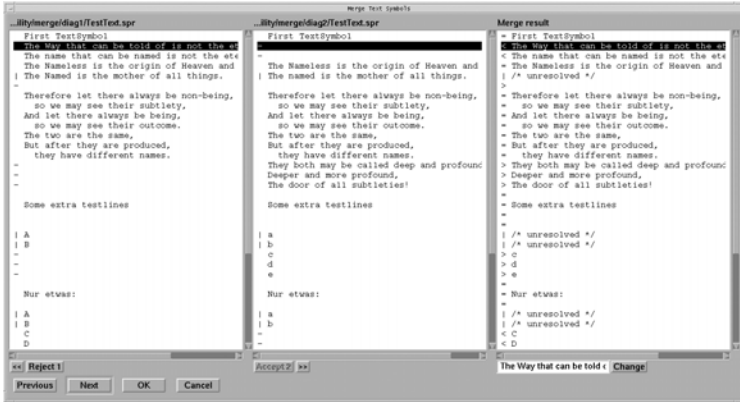 Merge Text Symbols
...ility/merge/diag1/TestText.spr
First TextSymbol
The Way that can be told of is not the ete
The name that can be named is not the ete
The Nameless is the origin of Heaven and
| The Named is the mother of all things.
-
Therefore let there always be non-being,
so we may see their subtlety,
And let there always be being,
so we may see their outcome.
The two are the same,
But after they are produced,
they have different names.
-
-
-
Some extra testlines
| A
| B
-
-
-
Nur etwas:
| A
| B
C
D
<< Reject 1
...ility/merge/diag2/TestText.spr
First TextSymbol
-
-
The Nameless is the origin of Heaven and
| The named is the mother of all things.
Therefore let there always be non-being,
so we may see their subtlety,
And let there always be being,
so we may see their outcome.
The two are the same,
But after they are produced,
they have different names.
They both may be called deep and profound
Deeper and more profound,
The door of all subtleties!
Some extra testlines
| a
| b
c
d
e
Nur etwas:
| a
| b
-
-
Accept 2 >>
Merge result
= First TextSymbol
< The Way that can be told of is not the ete
< The name that can be named is not the ete
= The Nameless is the origin of Heaven and
| /* unresolved */
>
= Therefore let there always be non-being,
= so we may see their subtlety,
= And let there always be being,
= so we may see their outcome.
= The two are the same,
= But after they are produced,
= they have different names.
> They both may be called deep and profound
> Deeper and more profound,
> The door of all subtleties!
=
= Some extra testlines
=
=
| /* unresolved */
| /* unresolved */
> c
> d
> e
=
= Nur etwas:
=
| /* unresolved */
| /* unresolved */
< C
< D
The Way that can be told Change
Previous Next OK Cancel